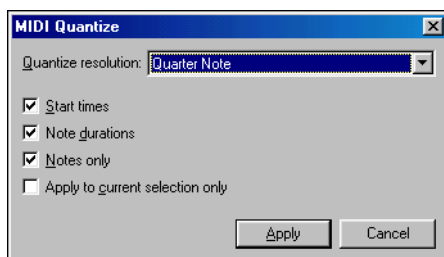 MIDI Quantize
Quantize resolution: Quarter Note
Start times
Note durations
Notes only
Apply to current selection only
Apply Cancel